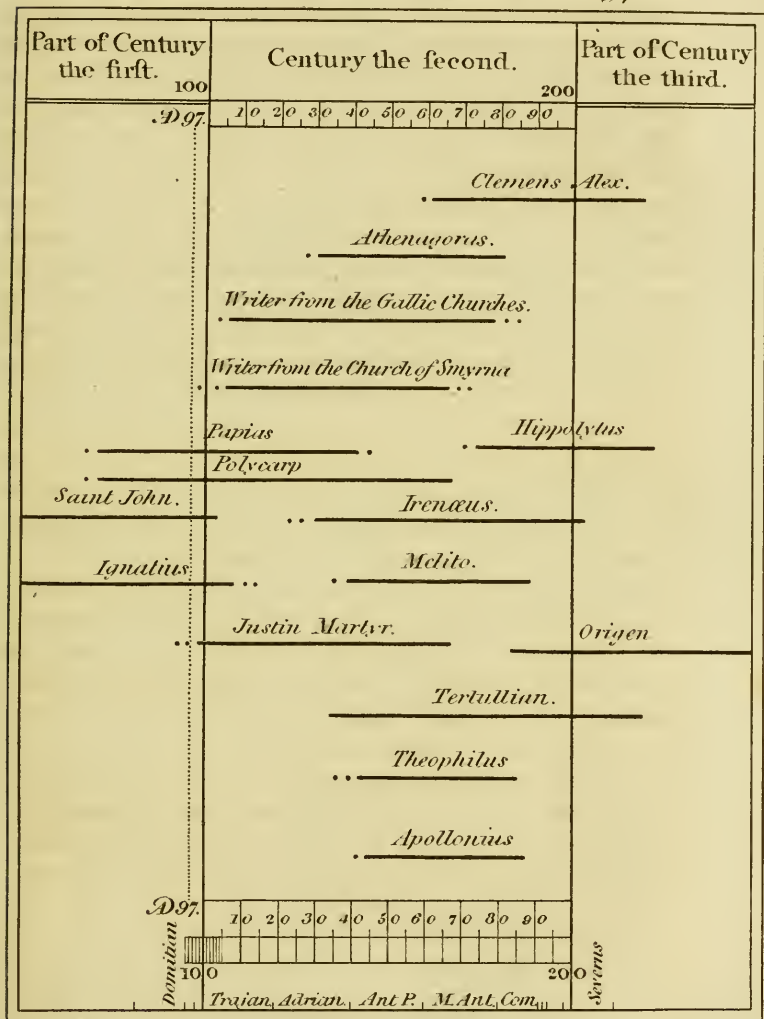 Part of Century
the firſt.
100
Century the ſecond.
200
Part of Century
the third.
AD 97. 10 20 30 40 50 60 70 80 90
Clemens Alex.
Athenagoras.
Writer from the Gallic Churches.
Writer from the Church of Smyrna
Papias
Hippolytus
Polycarp
Saint John.
Irenæus.
Ignatius
Melito.
Justin Martyr.
Origen
Tertullian.
Theophilus
Apollonius
AD 97. 10 20 30 40 50 60 70 80 90
Domitian
100
200
Severus
Trajan Adrian Ant P. M. Ant. Com.